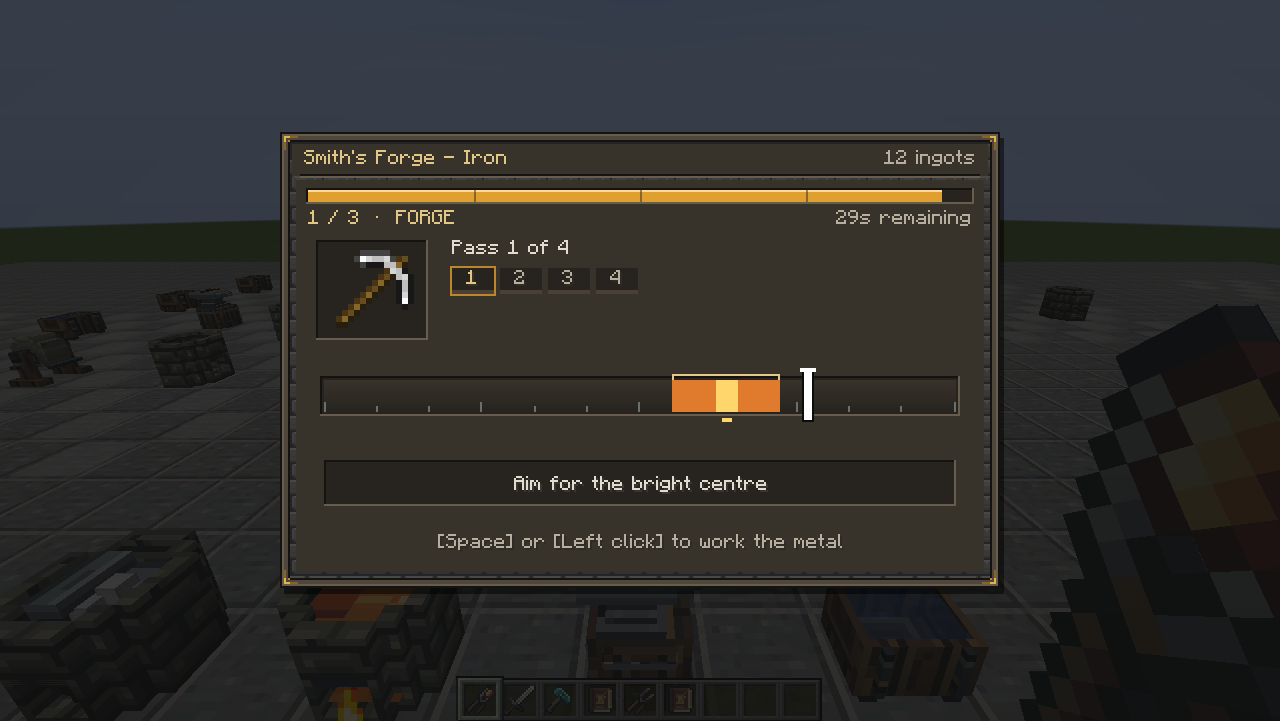 Smith's Forge - Iron
12 ingots
1 / 3 · FORGE
29s remaining
Pass 1 of 4
1 2 3 4
Aim for the bright centre
[Space] or [Left click] to work the metal